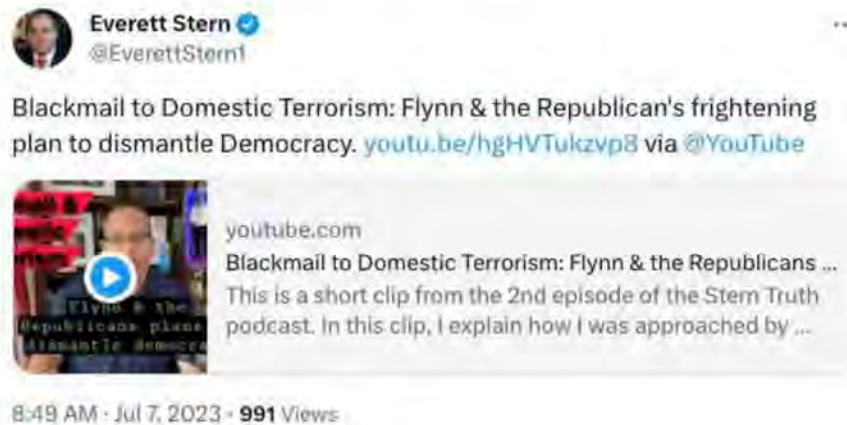 Everett Stern
@EverettStern1
Blackmail to Domestic Terrorism: Flynn & the Republican's frightening
plan to dismantle Democracy. youtu.be/hgHVTukzvp8 via @YouTube
youtube.com
Blackmail to Domestic Terrorism: Flynn & the Republicans ...
This is a short clip from the 2nd episode of the Stern Truth
podcast. In this clip, I explain how I was approached by ...
Flynn & the
Republicans plans
dismantle democra
8:49 AM · Jul 7, 2023 · 991 Views